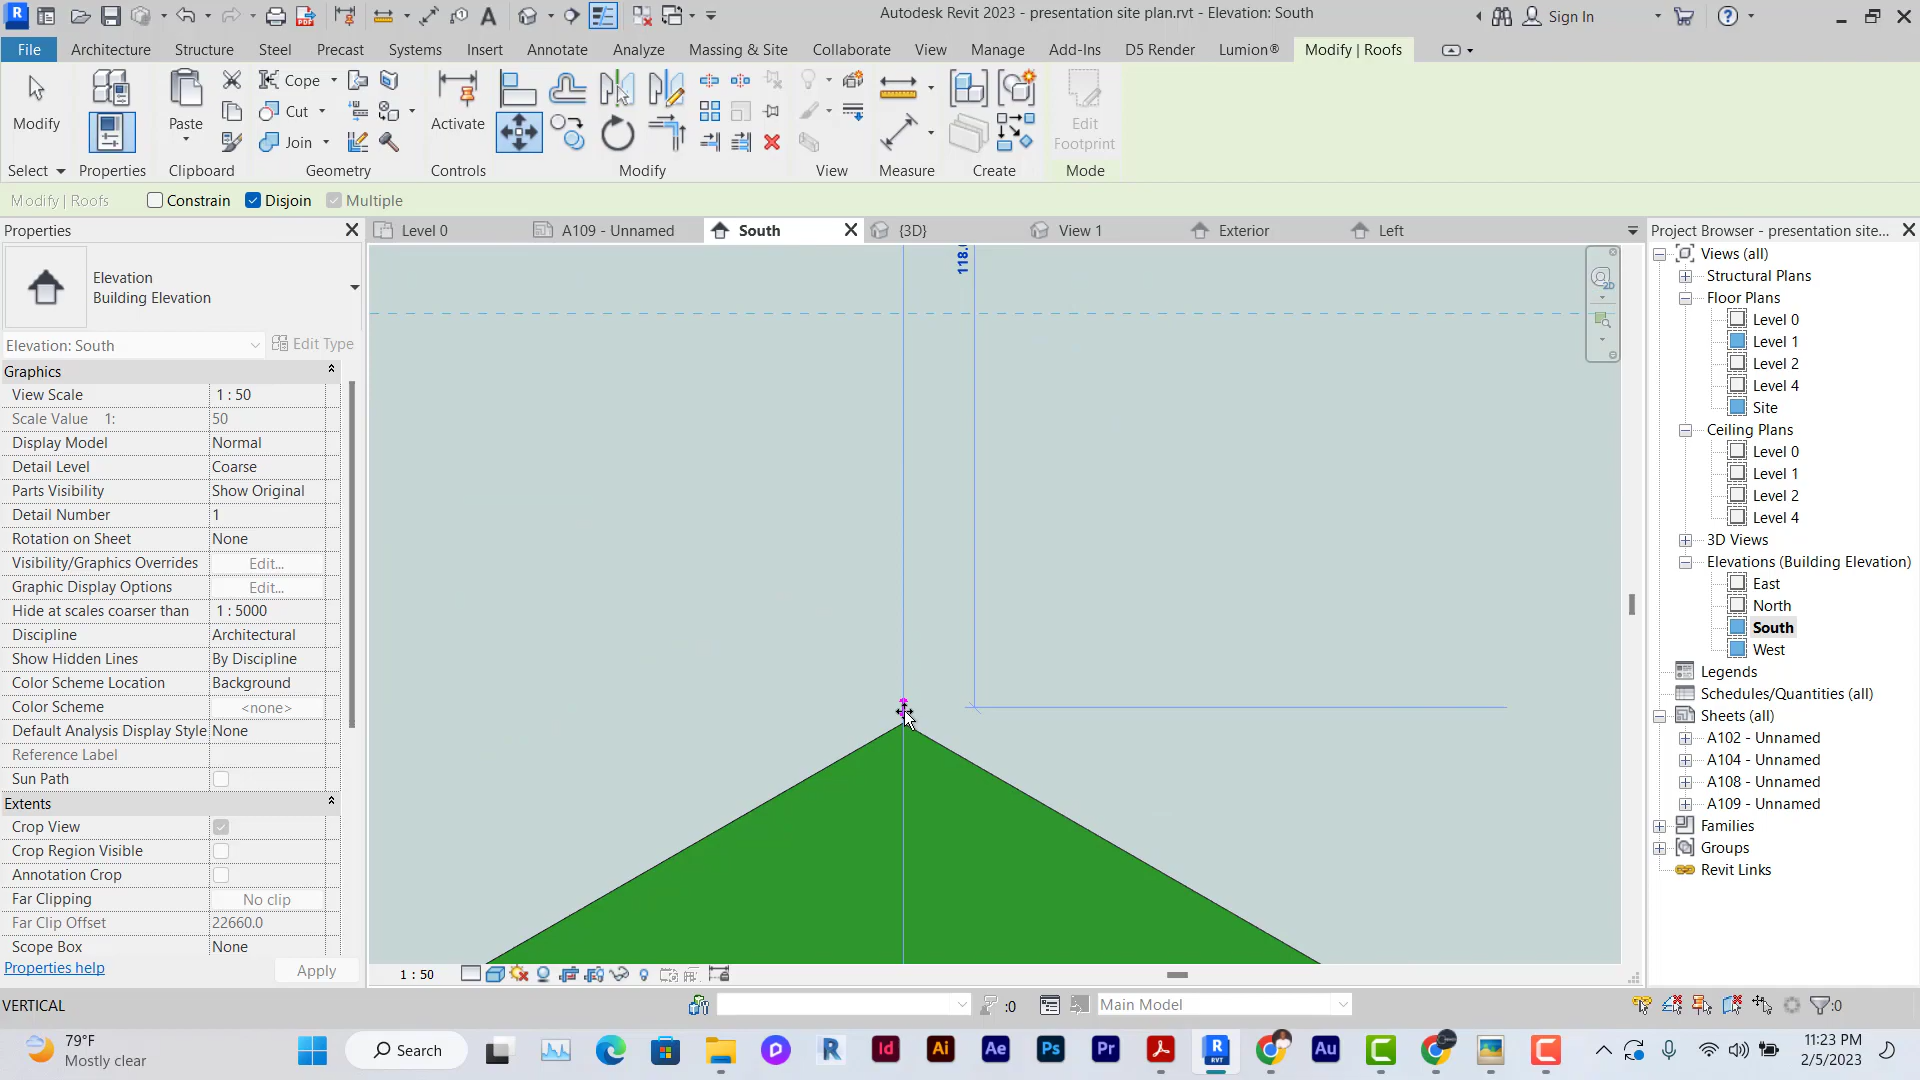 Autodesk Revit 2023 - presentation site plan.rvt - Elevation: South
Sign In
File Architecture Structure Steel Precast Systems Insert Annotate Analyze Massing & Site Collaborate View Manage Add-Ins D5 Render Lumion® Modify | Roofs
Modify
Paste
Cope
Cut
Join
Activate
Edit
Footprint
Select Properties Clipboard Geometry Controls Modify View Measure Create Mode
Modify | Roofs Constrain Disjoin Multiple
Properties
Level 0 A109 - Unnamed South {3D} View 1 Exterior Left
Elevation
Building Elevation
Elevation: South Edit Type
Graphics
View Scale 1 : 50
Scale Value 1: 50
Display Model Normal
Detail Level Coarse
Parts Visibility Show Original
Detail Number 1
Rotation on Sheet None
Visibility/Graphics Overrides Edit...
Graphic Display Options Edit...
Hide at scales coarser than 1 : 5000
Discipline Architectural
Show Hidden Lines By Discipline
Color Scheme Location Background
Color Scheme <none>
Default Analysis Display Style None
Reference Label
Sun Path
Extents
Crop View
Crop Region Visible
Annotation Crop
Far Clipping No clip
Far Clip Offset 22660.0
Scope Box None
Properties help Apply
2D
1 : 50
Project Browser - presentation site...
Views (all)
Structural Plans
Floor Plans
Level 0
Level 1
Level 2
Level 4
Site
Ceiling Plans
Level 0
Level 1
Level 2
Level 4
3D Views
Elevations (Building Elevation)
East
North
South
West
Legends
Schedules/Quantities (all)
Sheets (all)
A102 - Unnamed
A104 - Unnamed
A108 - Unnamed
A109 - Unnamed
Families
Groups
Revit Links
VERTICAL
:0
Main Model
:0
79°F
Mostly clear
Search
Id Ai Ae Ps Pr RVT Au
11:23 PM
2/5/2023